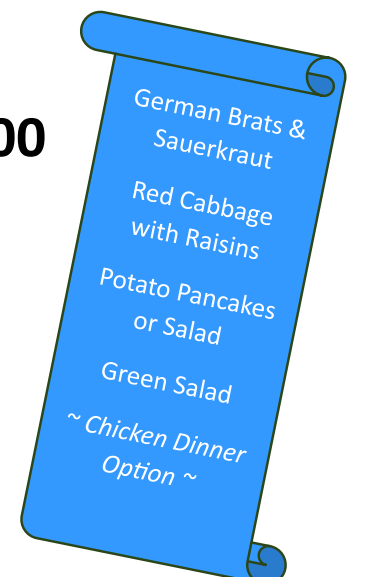 00
German Brats &
Sauerkraut
Red Cabbage
with Raisins
Potato Pancakes
or Salad
Green Salad
~ Chicken Dinner
Option ~